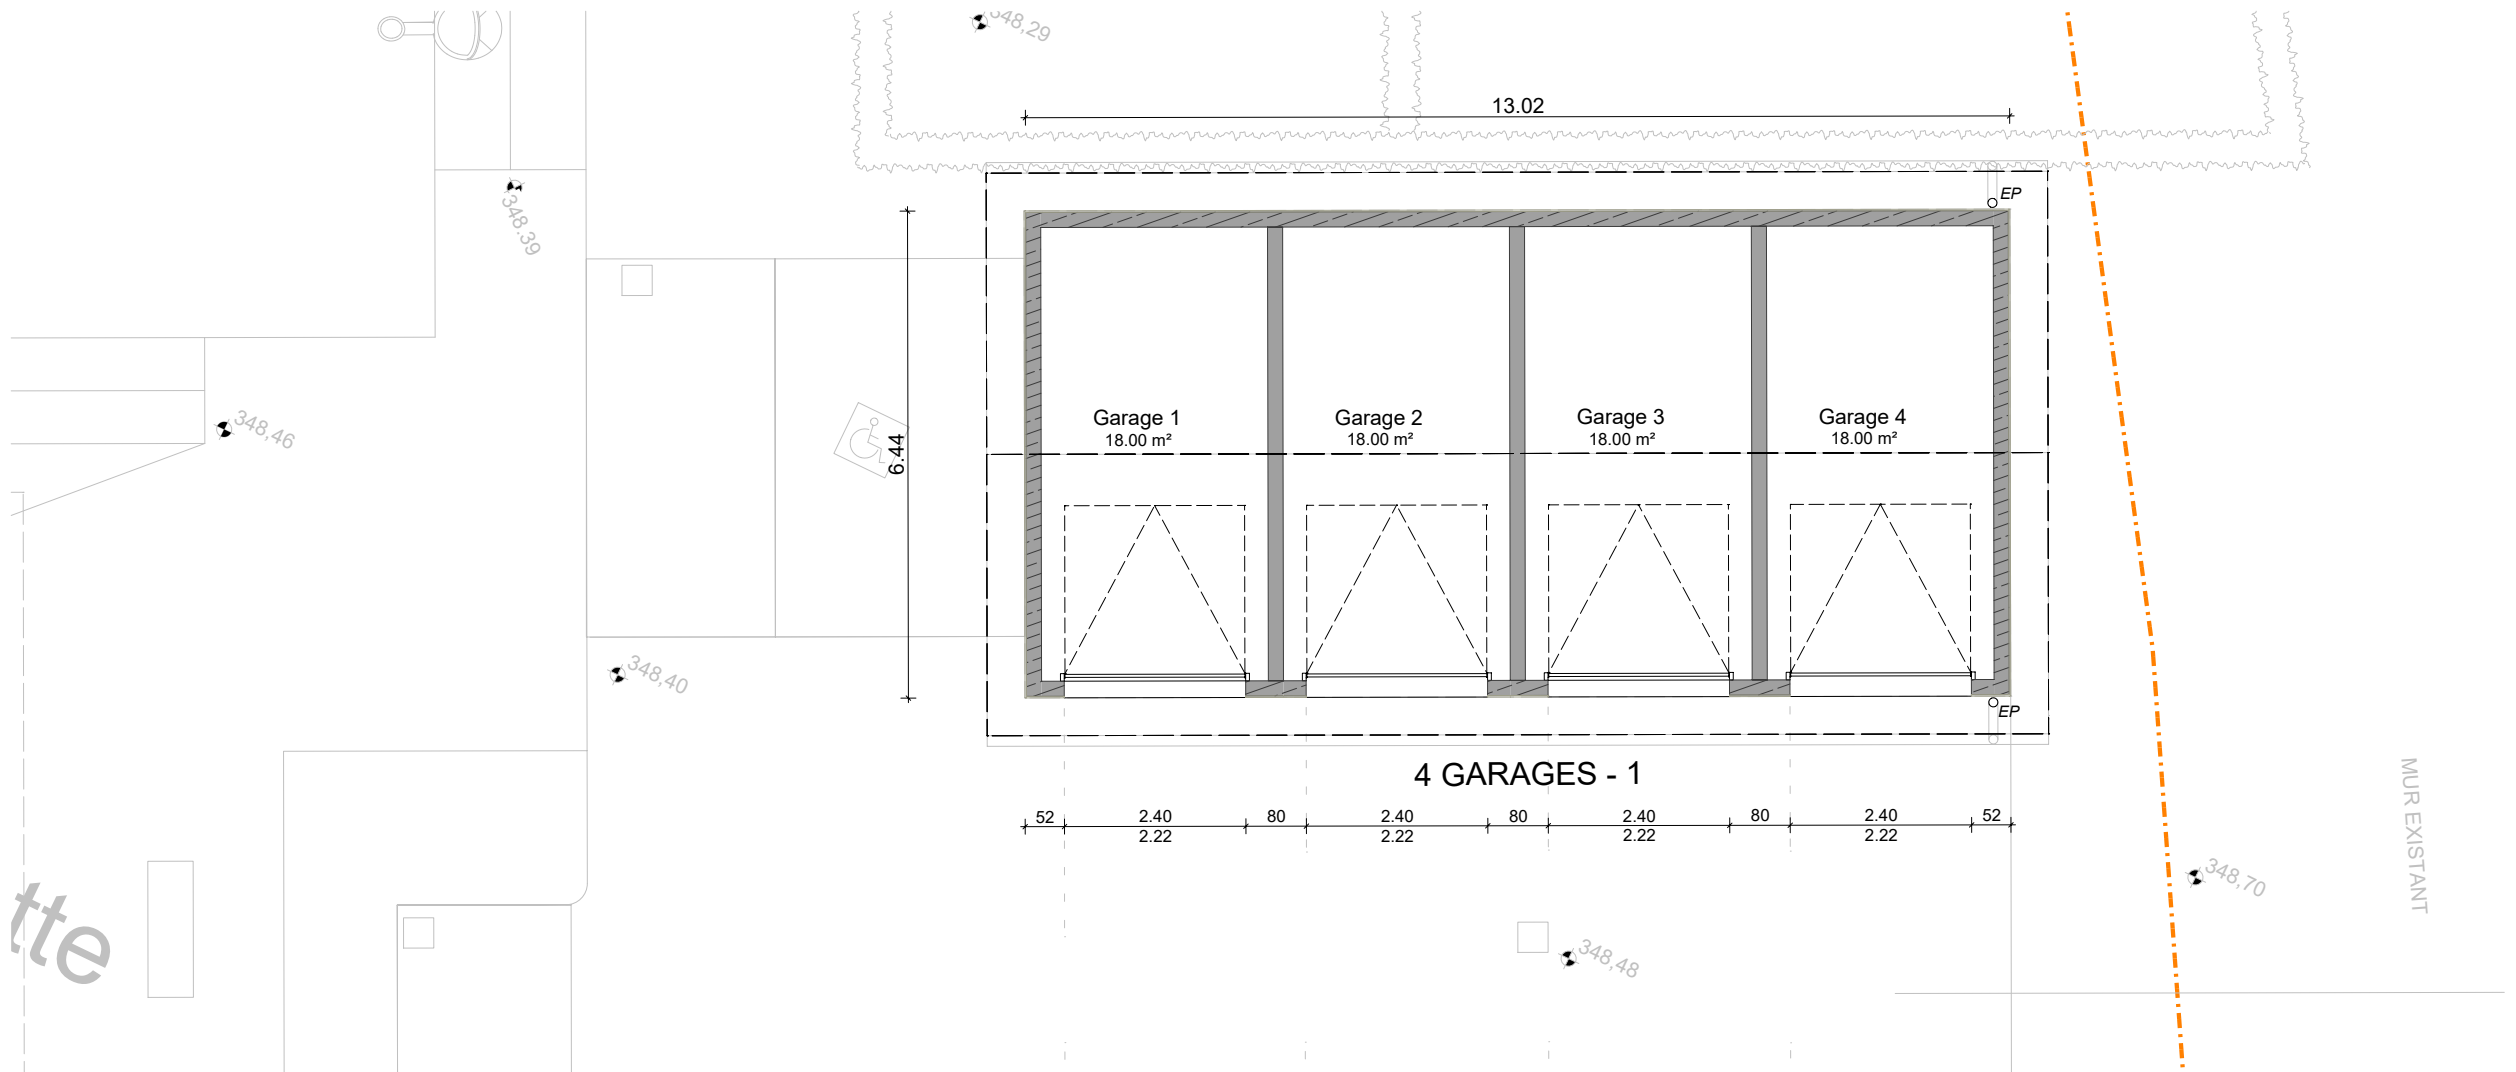 348,29
13.02
EP
348.39
Garage 1
18.00 m²
Garage 2
18.00 m²
Garage 3
18.00 m²
Garage 4
18.00 m²
348,46
6.44
348,40
EP
4 GARAGES - 1
52
2.40
2.22
80
2.40
2.22
80
2.40
2.22
80
2.40
2.22
52
MUR EXISTANT
348,70
348,48
tte